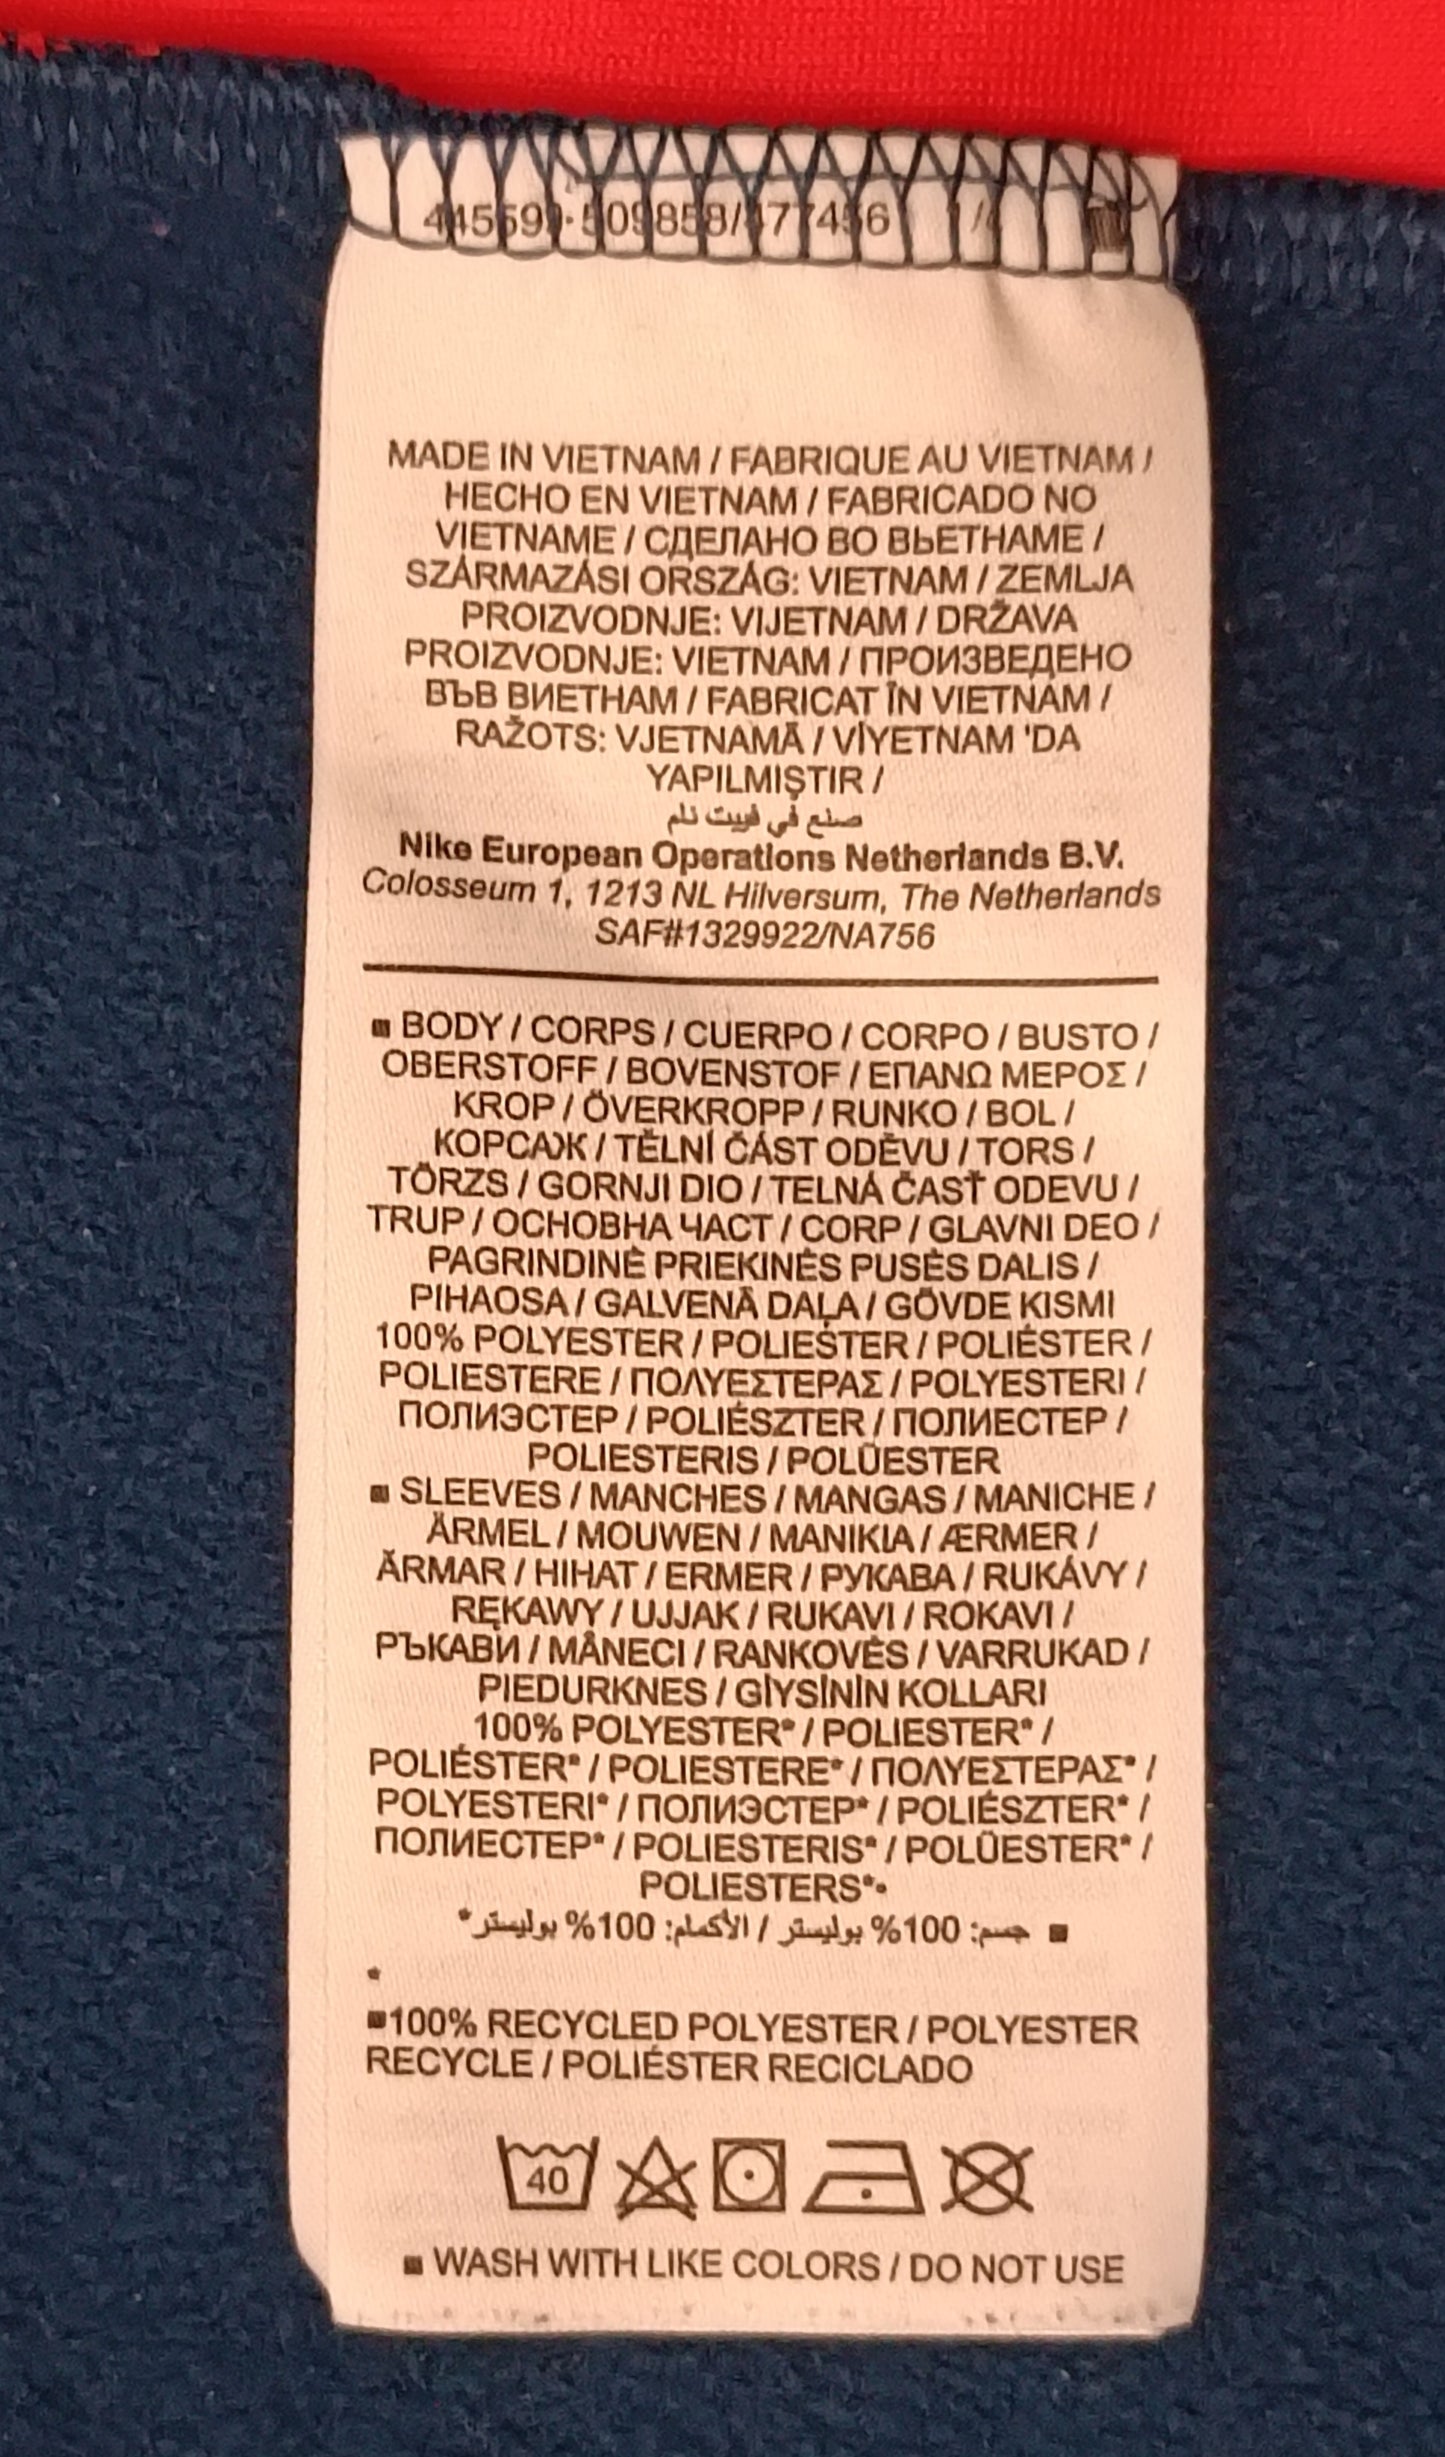 MADE IN VIETNAM / FABRIQUE AU VIETNAM /
HECHO EN VIETNAM / FABRICADO NO
VIETNAME / СДЕЛАНО ВО ВЬЕТНАМЕ /
SZÁRMAZÁSI ORSZÁG: VIETNAM / ZEMLJA
PROIZVODNJE: VIJETNAM / DRŽAVA
PROIZVODNJE: VIETNAM / ПРОИЗВЕДЕНО
ВЪВ ВИЕТНАМ / FABRICAT ÎN VIETNAM /
RAŽOTS: VJETNAMĀ / VİYETNAM 'DA
YAPILMIŞTIR /
صنع في فييت نام
Nike European Operations Netherlands B.V.
Colosseum 1, 1213 NL Hilversum, The Netherlands
SAF#1329922/NA756
▪ BODY / CORPS / CUERPO / CORPO / BUSTO /
OBERSTOFF / BOVENSTOF / ΕΠΑΝΩ ΜΕΡΟΣ /
KROP / ÖVERKROPP / RUNKO / BOL /
КОРСАЖ / TĚLNÍ ČÁST ODĚVU / TORS /
TÖRZS / GORNJI DIO / TELNÁ ČASŤ ODEVU /
TRUP / ОСНОВНА ЧАСТ / CORP / GLAVNI DEO /
PAGRINDINĖ PRIEKINĖS PUSĖS DALIS /
PIHAOSA / GALVENĀ DAĻA / GÖVDE KISMI
100% POLYESTER / POLIESTER / POLIÉSTER /
POLIESTERE / ΠΟΛΥΕΣΤΕΡΑΣ / POLYESTERI /
ПОЛИЭСТЕР / POLIÉSZTER / ПОЛИЕСТЕР /
POLIESTERIS / POLÜESTER
▪ SLEEVES / MANCHES / MANGAS / MANICHE /
ÄRMEL / MOUWEN / ΜΑΝΙΚΙΑ / ÆRMER /
ÄRMAR / HIHAT / ERMER / РУКАВА / RUKÁVY /
RĘKAWY / UJJAK / RUKAVI / ROKAVI /
РЪКАВИ / MÂNECI / RANKOVĖS / VARRUKAD /
PIEDURKNES / GİYSİNİN KOLLARI
100% POLYESTER* / POLIESTER* /
POLIÉSTER* / POLIESTERE* / ΠΟΛΥΕΣΤΕΡΑΣ* /
POLYESTERI* / ПОЛИЭСТЕР* / POLIÉSZTER* /
ПОЛИЕСТЕР* / POLIESTERIS* / POLÜESTER* /
POLIESTERS*•
▪ جسم: 100% بوليستر / الأكمام: 100% بوليستر*
*
▪100% RECYCLED POLYESTER / POLYESTER
RECYCLE / POLIÉSTER RECICLADO
40
▪ WASH WITH LIKE COLORS / DO NOT USE